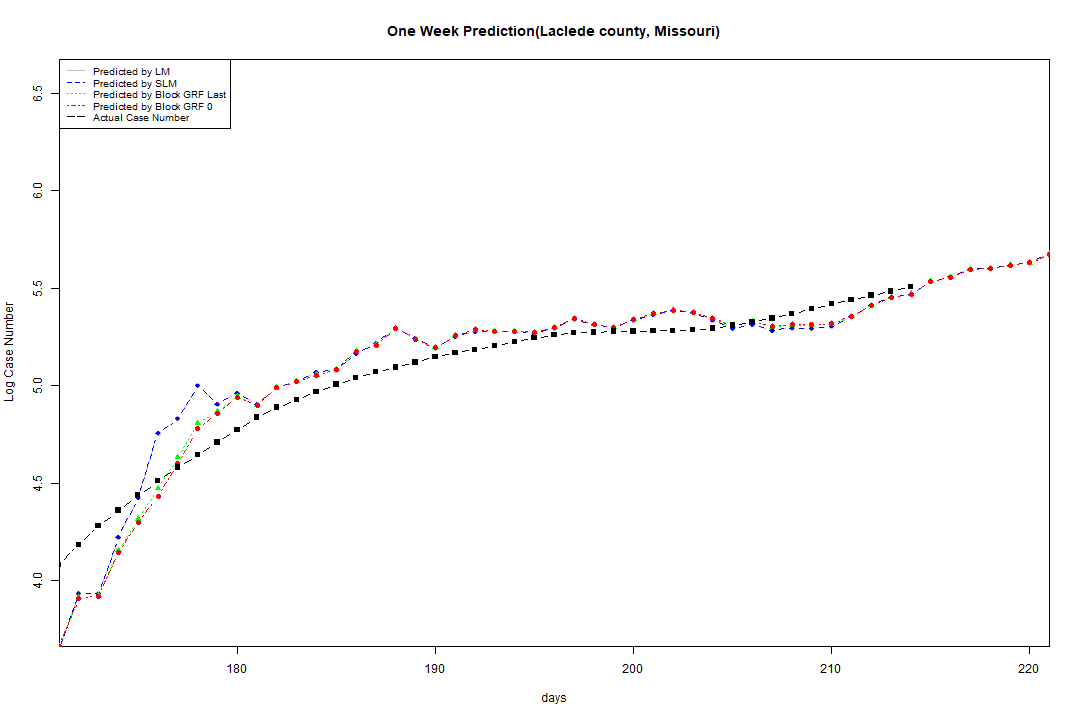 One Week Prediction(Laclede county, Missouri)
Predicted by LM
Predicted by SLM
Predicted by Block GRF Last
Predicted by Block GRF 0
Actual Case Number
6.5
6.0
5.5
5.0
4.5
4.0
Log Case Number
180 190 200 210 220
days